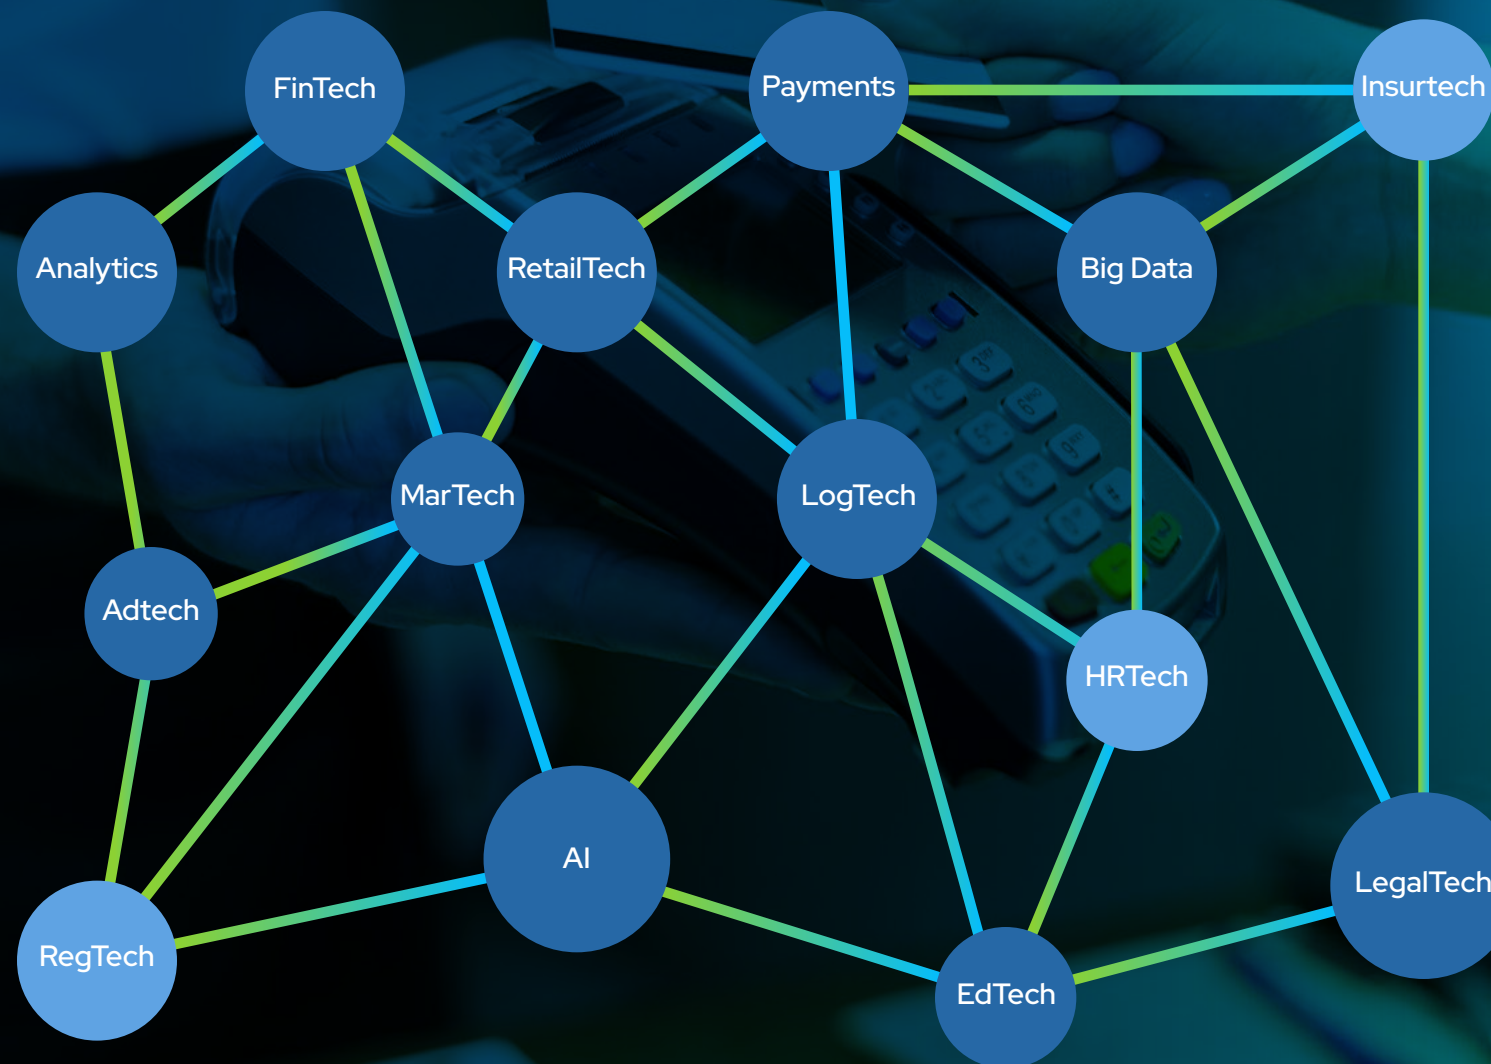 FinTech
Payments
Insurtech
Analytics
RetailTech
Big Data
MarTech
LogTech
Adtech
HRTech
AI
LegalTech
RegTech
EdTech